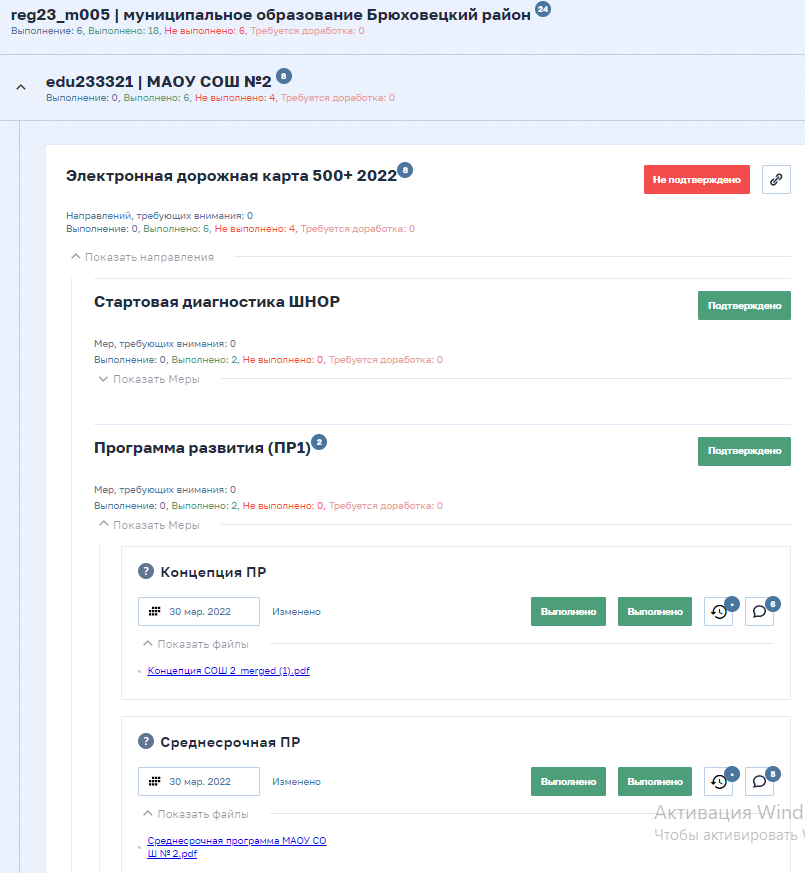 reg23_m005 | муниципальное образование Брюховецкий район 24
Выполнение: 6, Выполнено: 18, Не выполнено: 6, Требуется доработка: 0
edu233321 | МАОУ СОШ №2 8
Выполнение: 0, Выполнено: 6, Не выполнено: 4, Требуется доработка: 0
Электронная дорожная карта 500+ 2022 8
Не подтверждено
Направлений, требующих внимания: 0
Выполнение: 0, Выполнено: 6, Не выполнено: 4, Требуется доработка: 0
Показать направления
Стартовая диагностика ШНОР
Подтверждено
Мер, требующих внимания: 0
Выполнение: 0, Выполнено: 2, Не выполнено: 0, Требуется доработка: 0
Показать Меры
Программа развития (ПР1) 2
Подтверждено
Мер, требующих внимания: 0
Выполнение: 0, Выполнено: 2, Не выполнено: 0, Требуется доработка: 0
Показать Меры
? Концепция ПР
30 мар. 2022 Изменено Выполнено Выполнено 6
Показать файлы
Концепция СОШ 2_merged (1).pdf
? Среднесрочная ПР
30 мар. 2022 Изменено Выполнено Выполнено 5
Показать файлы
Среднесрочная программа МАОУ СО
Ш № 2.pdf
Активация Wind
Чтобы активировать W